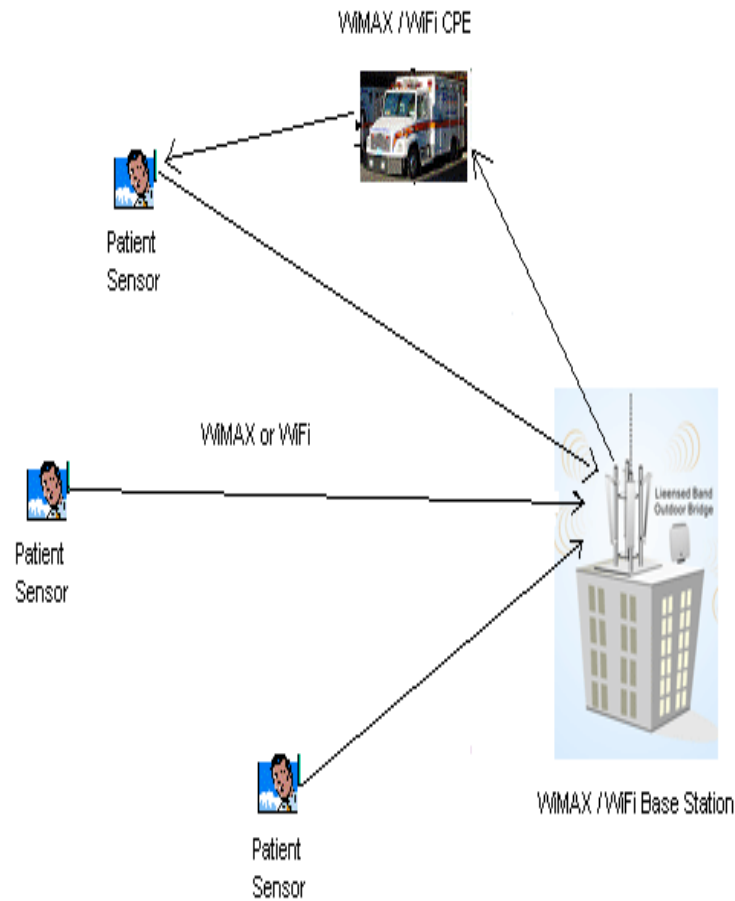 WiMAX / WiFi CPE
Patient
Sensor
WiMAX or WiFi
Licensed Band
Outdoor Bridge
Patient
Sensor
WiMAX / WiFi Base Station
Patient
Sensor